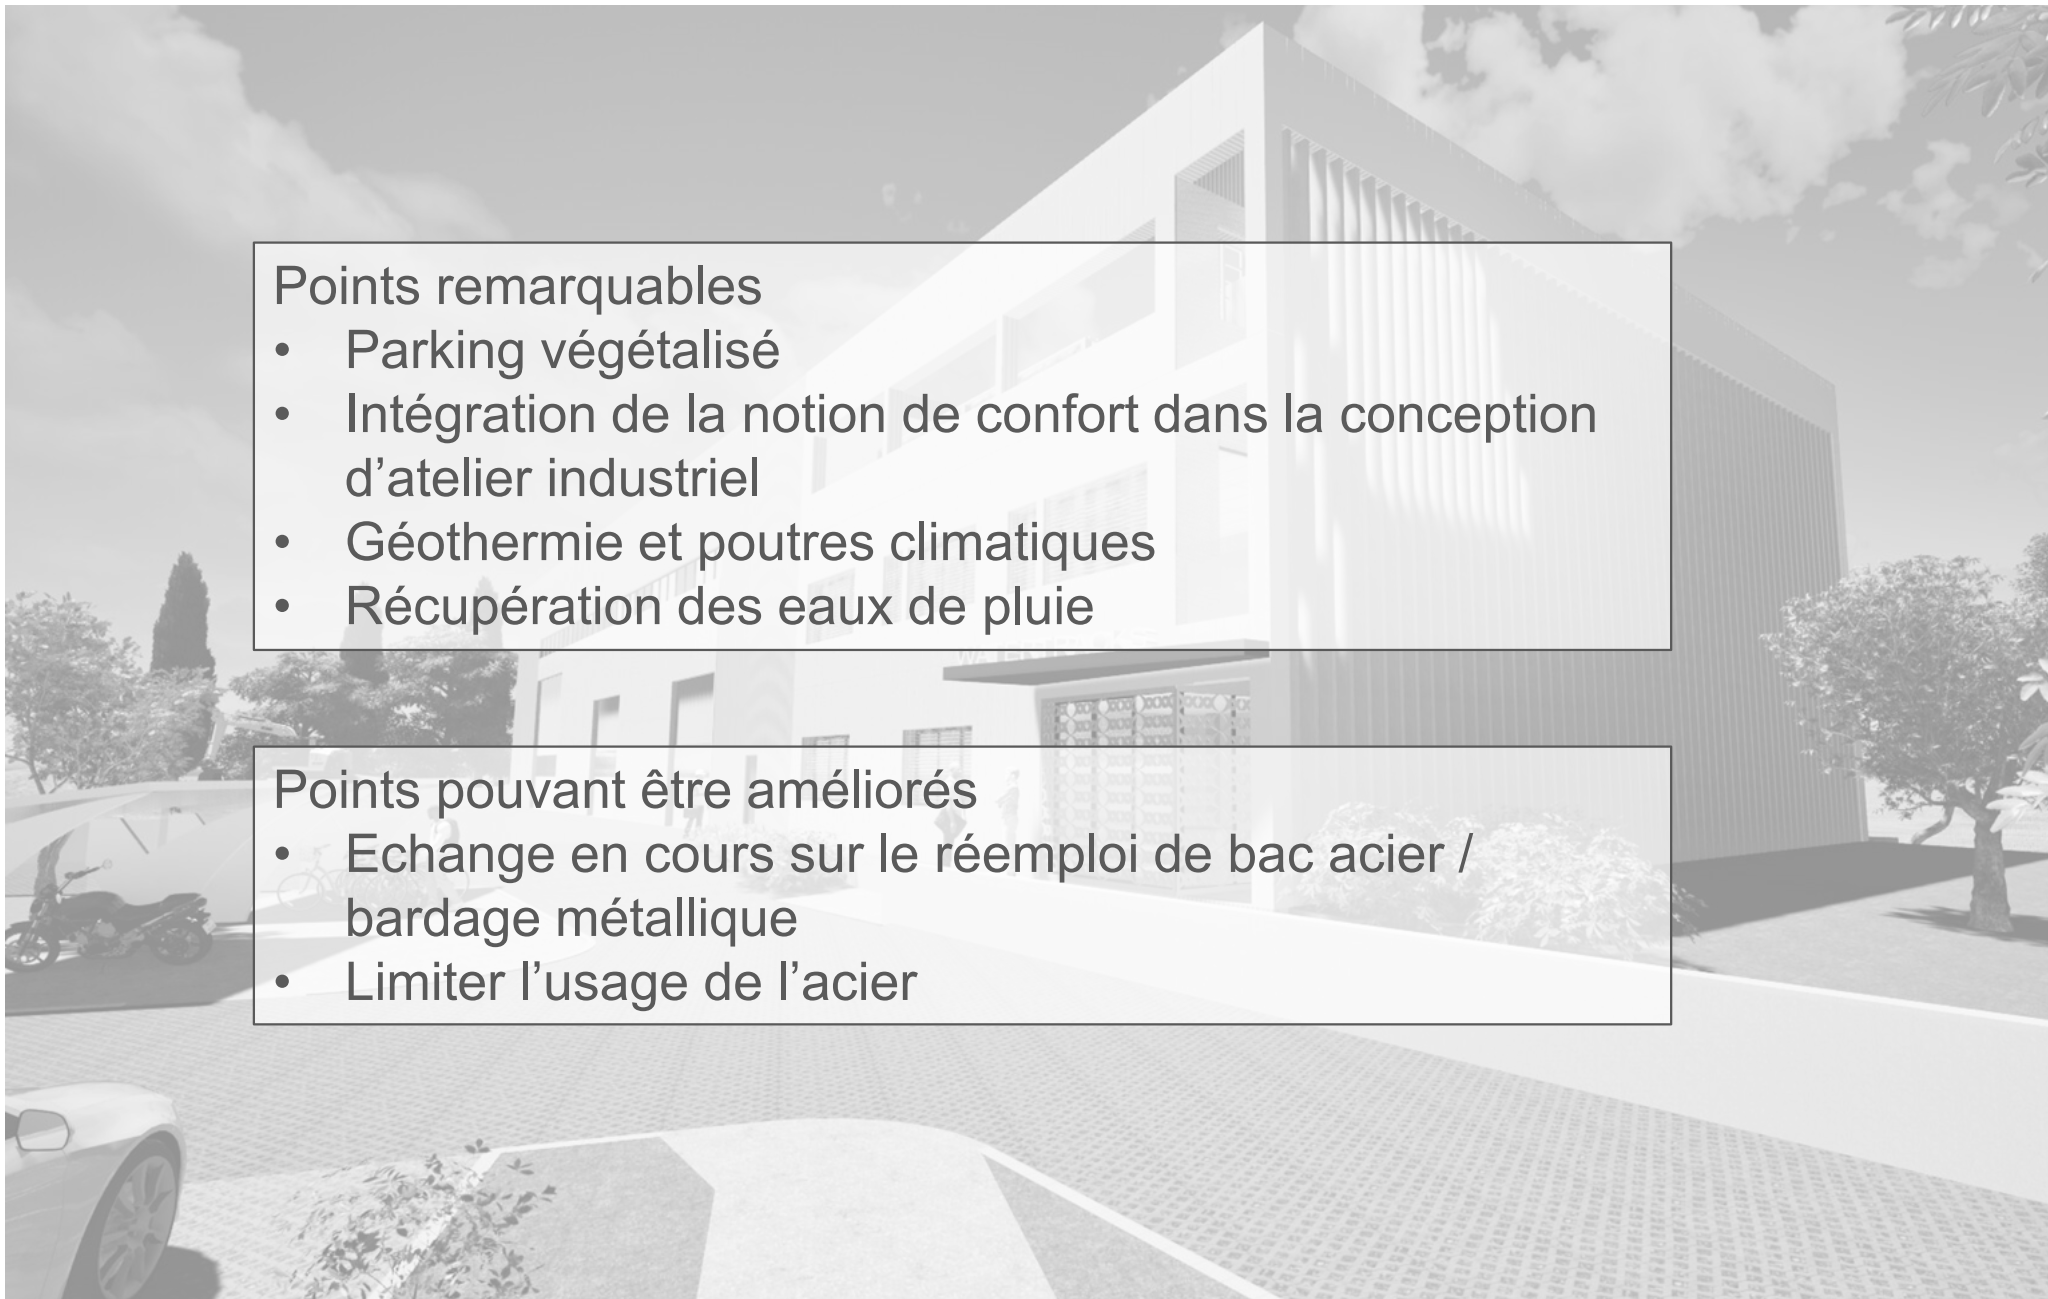 Points remarquables
• Parking végétalisé
• Intégration de la notion de confort dans la conception
d’atelier industriel
• Géothermie et poutres climatiques
• Récupération des eaux de pluie
Points pouvant être améliorés
• Echange en cours sur le réemploi de bac acier /
bardage métallique
• Limiter l’usage de l’acier